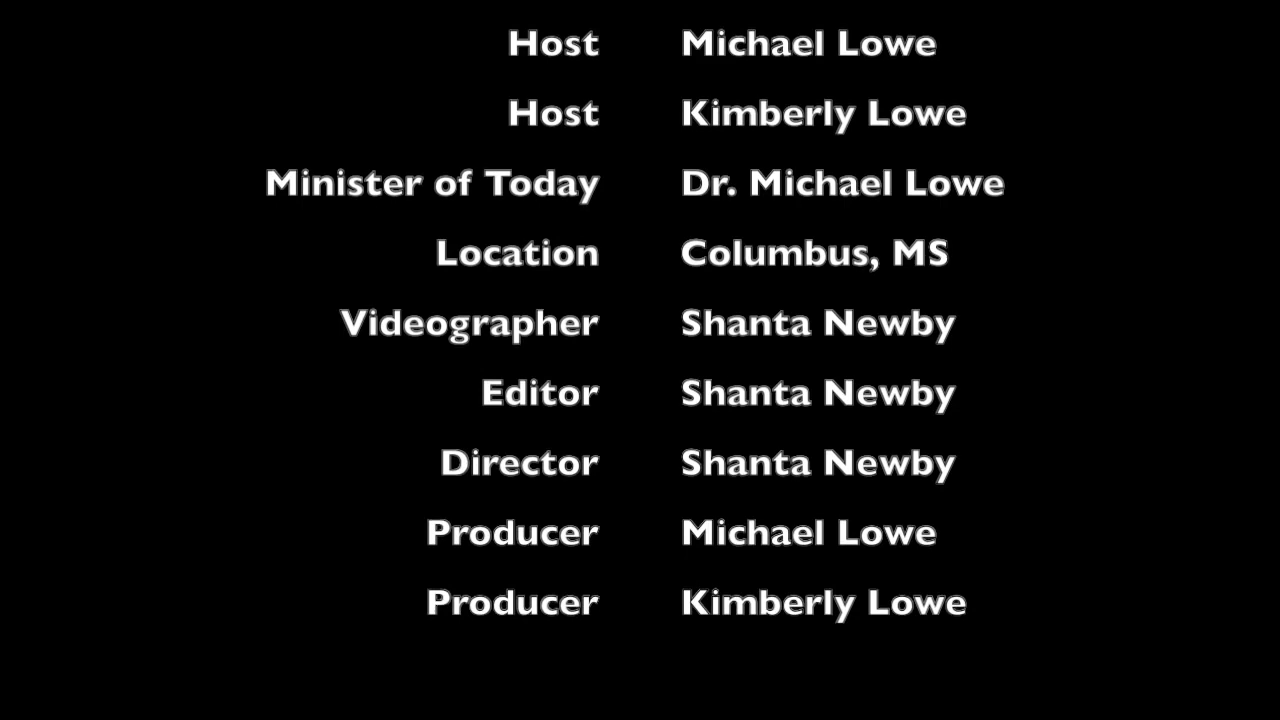 Host Michael Lowe
Host Kimberly Lowe
Minister of Today Dr. Michael Lowe
Location Columbus, MS
Videographer Shanta Newby
Editor Shanta Newby
Director Shanta Newby
Producer Michael Lowe
Producer Kimberly Lowe